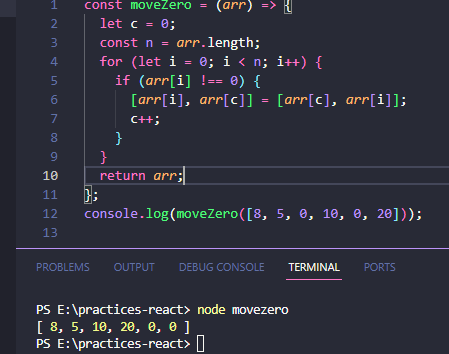 1 const moveZero = (arr) => {
2 let c = 0;
3 const n = arr.length;
4 for (let i = 0; i < n; i++) {
5 if (arr[i] !== 0) {
6 [arr[i], arr[c]] = [arr[c], arr[i]];
7 c++;
8 }
9 }
10 return arr;
11 };
12 console.log(moveZero([8, 5, 0, 10, 0, 20]));
13
PROBLEMS OUTPUT DEBUG CONSOLE TERMINAL PORTS
PS E:\practices-react> node movezero
[ 8, 5, 10, 20, 0, 0 ]
PS E:\practices-react>